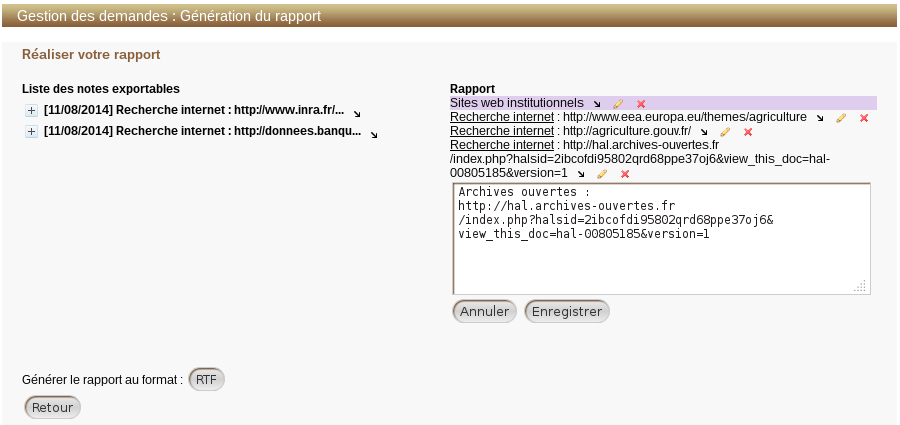 Gestion des demandes : Génération du rapport
Réaliser votre rapport
Liste des notes exportables
[11/08/2014] Recherche internet : http://www.inra.fr/...
[11/08/2014] Recherche internet : http://donnees.banqu...
Rapport
Sites web institutionnels
Recherche internet : http://www.eea.europa.eu/themes/agriculture
Recherche internet : http://agriculture.gouv.fr/
Recherche internet : http://hal.archives-ouvertes.fr
/index.php?halsid=2ibcofdi95802qrd68ppe37oj6&view_this_doc=hal-
00805185&version=1
Archives ouvertes :
http://hal.archives-ouvertes.fr
/index.php?halsid=2ibcofdi95802qrd68ppe37oj6&
view_this_doc=hal-00805185&version=1
Annuler Enregistrer
Générer le rapport au format : RTF
Retour